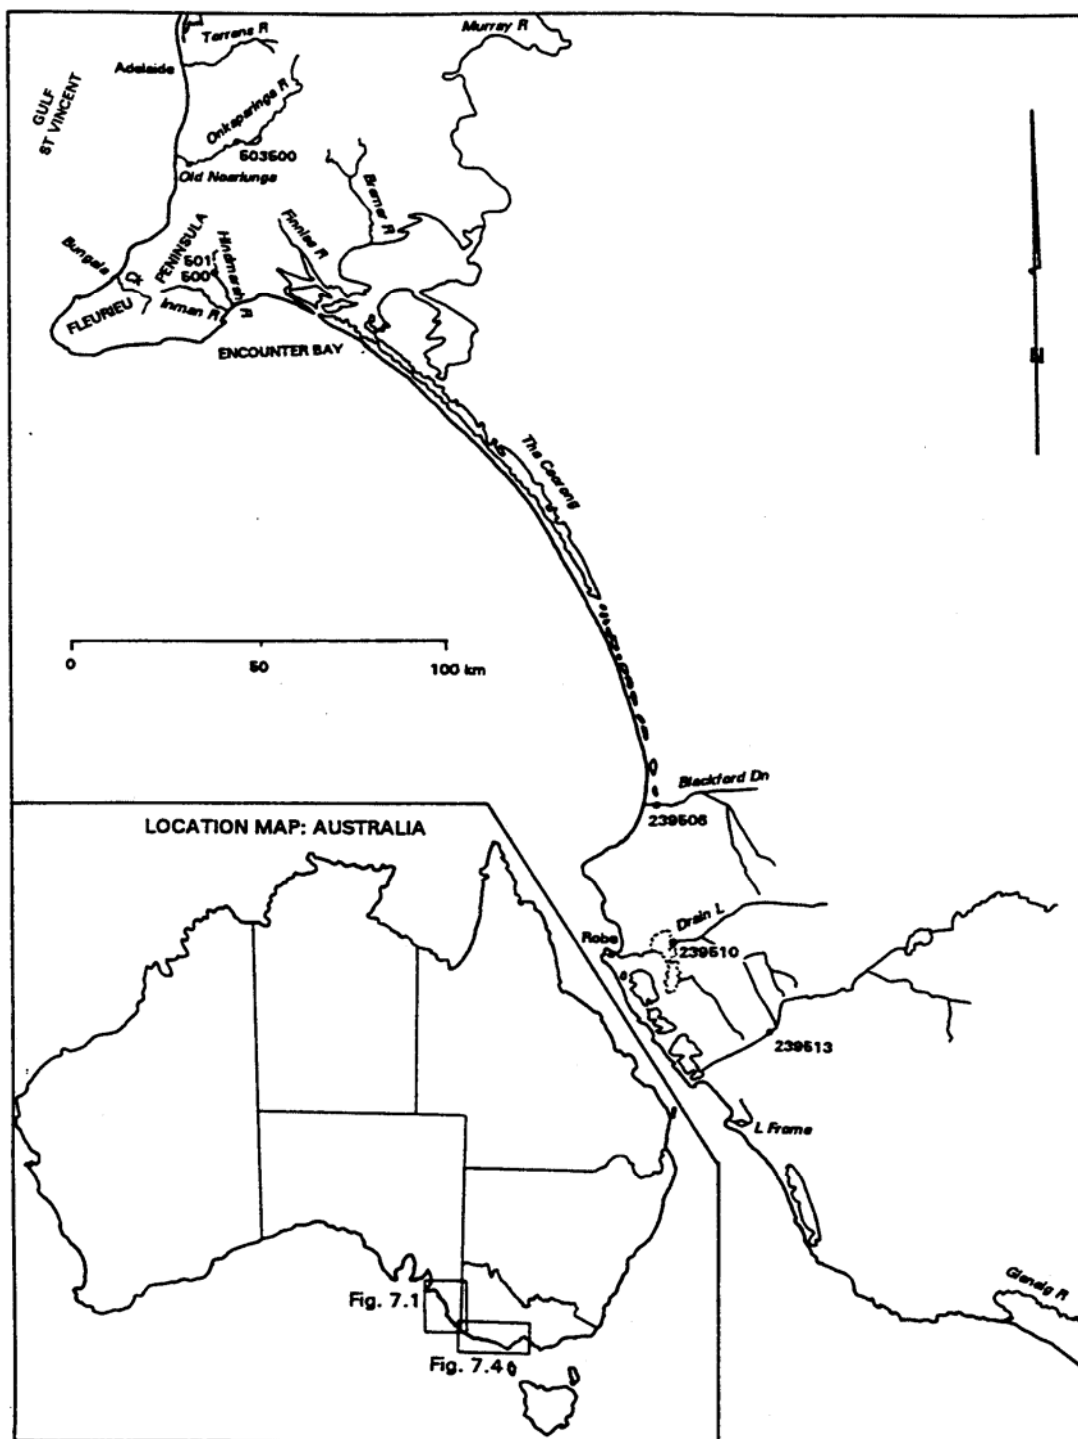 Murray R
Torrens R
Adelaide
GULF
ST VINCENT
Onkaparinga R
503500
Old Noarlunga
Bremer R
Finniss R
Hindmarsh R
PENINSULA
Bungala
501
500
FLEURIEU
Inman R
ENCOUNTER BAY
The Coorong
N
0 50 100 km
Blackford Dn
239506
LOCATION MAP: AUSTRALIA
Drain L
Robe
239510
239513
L Frome
Glenelg R
Fig. 7.1
Fig. 7.4